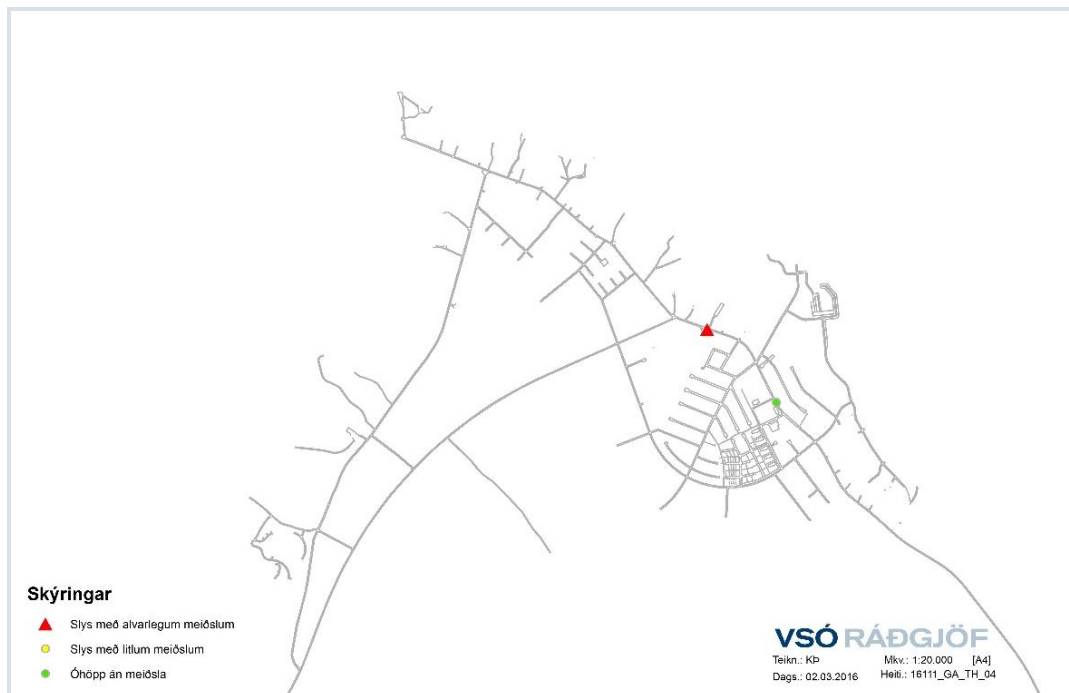 Skýringar
Slys með alvarlegum meiðslum
Slys með litlum meiðslum
Óhöpp án meiðsla
VSÓ RÁÐGJÖF
Teikn.: KÞ Mkv.: 1:20.000 [A4]
Dags.: 02.03.2016 Heiti.: 16111_GA_TH_04